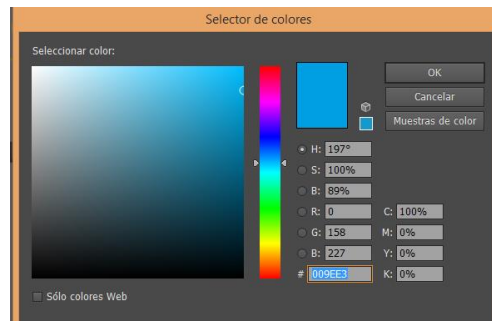 Selector de colores
Seleccionar color:
OK
Cancelar
Muestras de color
H: 197°
S: 100%
B: 89%
R: 0 C: 100%
G: 158 M: 0%
B: 227 Y: 0%
# 009EE3 K: 0%
Sólo colores Web